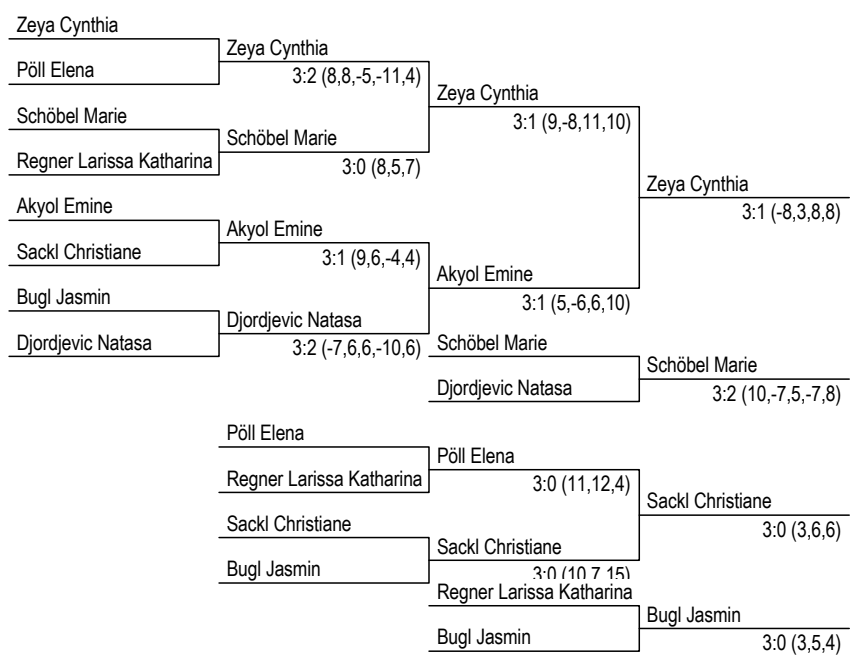 Zeya Cynthia
Zeya Cynthia
Pöll Elena
3:2 (8,8,-5,-11,4)
Zeya Cynthia
Schöbel Marie
3:1 (9,-8,11,10)
Schöbel Marie
Regner Larissa Katharina
3:0 (8,5,7)
Zeya Cynthia
Akyol Emine
3:1 (-8,3,8,8)
Akyol Emine
Sackl Christiane
3:1 (9,6,-4,4)
Akyol Emine
Bugl Jasmin
3:1 (5,-6,6,10)
Djordjevic Natasa
Djordjevic Natasa
3:2 (-7,6,6,-10,6)
Schöbel Marie
Schöbel Marie
Djordjevic Natasa
3:2 (10,-7,5,-7,8)
Pöll Elena
Pöll Elena
Regner Larissa Katharina
3:0 (11,12,4)
Sackl Christiane
Sackl Christiane
3:0 (3,6,6)
Sackl Christiane
Bugl Jasmin
3:0 (10,7,15)
Regner Larissa Katharina
Bugl Jasmin
Bugl Jasmin
3:0 (3,5,4)